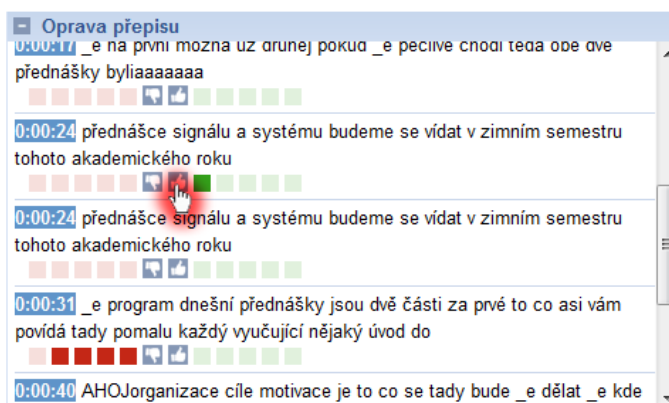 Oprava přepisu
0:00:17 _e na první možná už druhej pokud _e pečlivě chodí teda obě dvě
přednášky byliaaaaaaa
0:00:24 přednášce signálu a systému budeme se vídat v zimním semestru
tohoto akademického roku
0:00:24 přednášce signálu a systému budeme se vídat v zimním semestru
tohoto akademického roku
0:00:31 _e program dnešní přednášky jsou dvě části za prvé to co asi vám
povídá tady pomalu každý vyučující nějaký úvod do
0:00:40 AHOJorganizace cíle motivace je to co se tady bude _e dělat _e kde